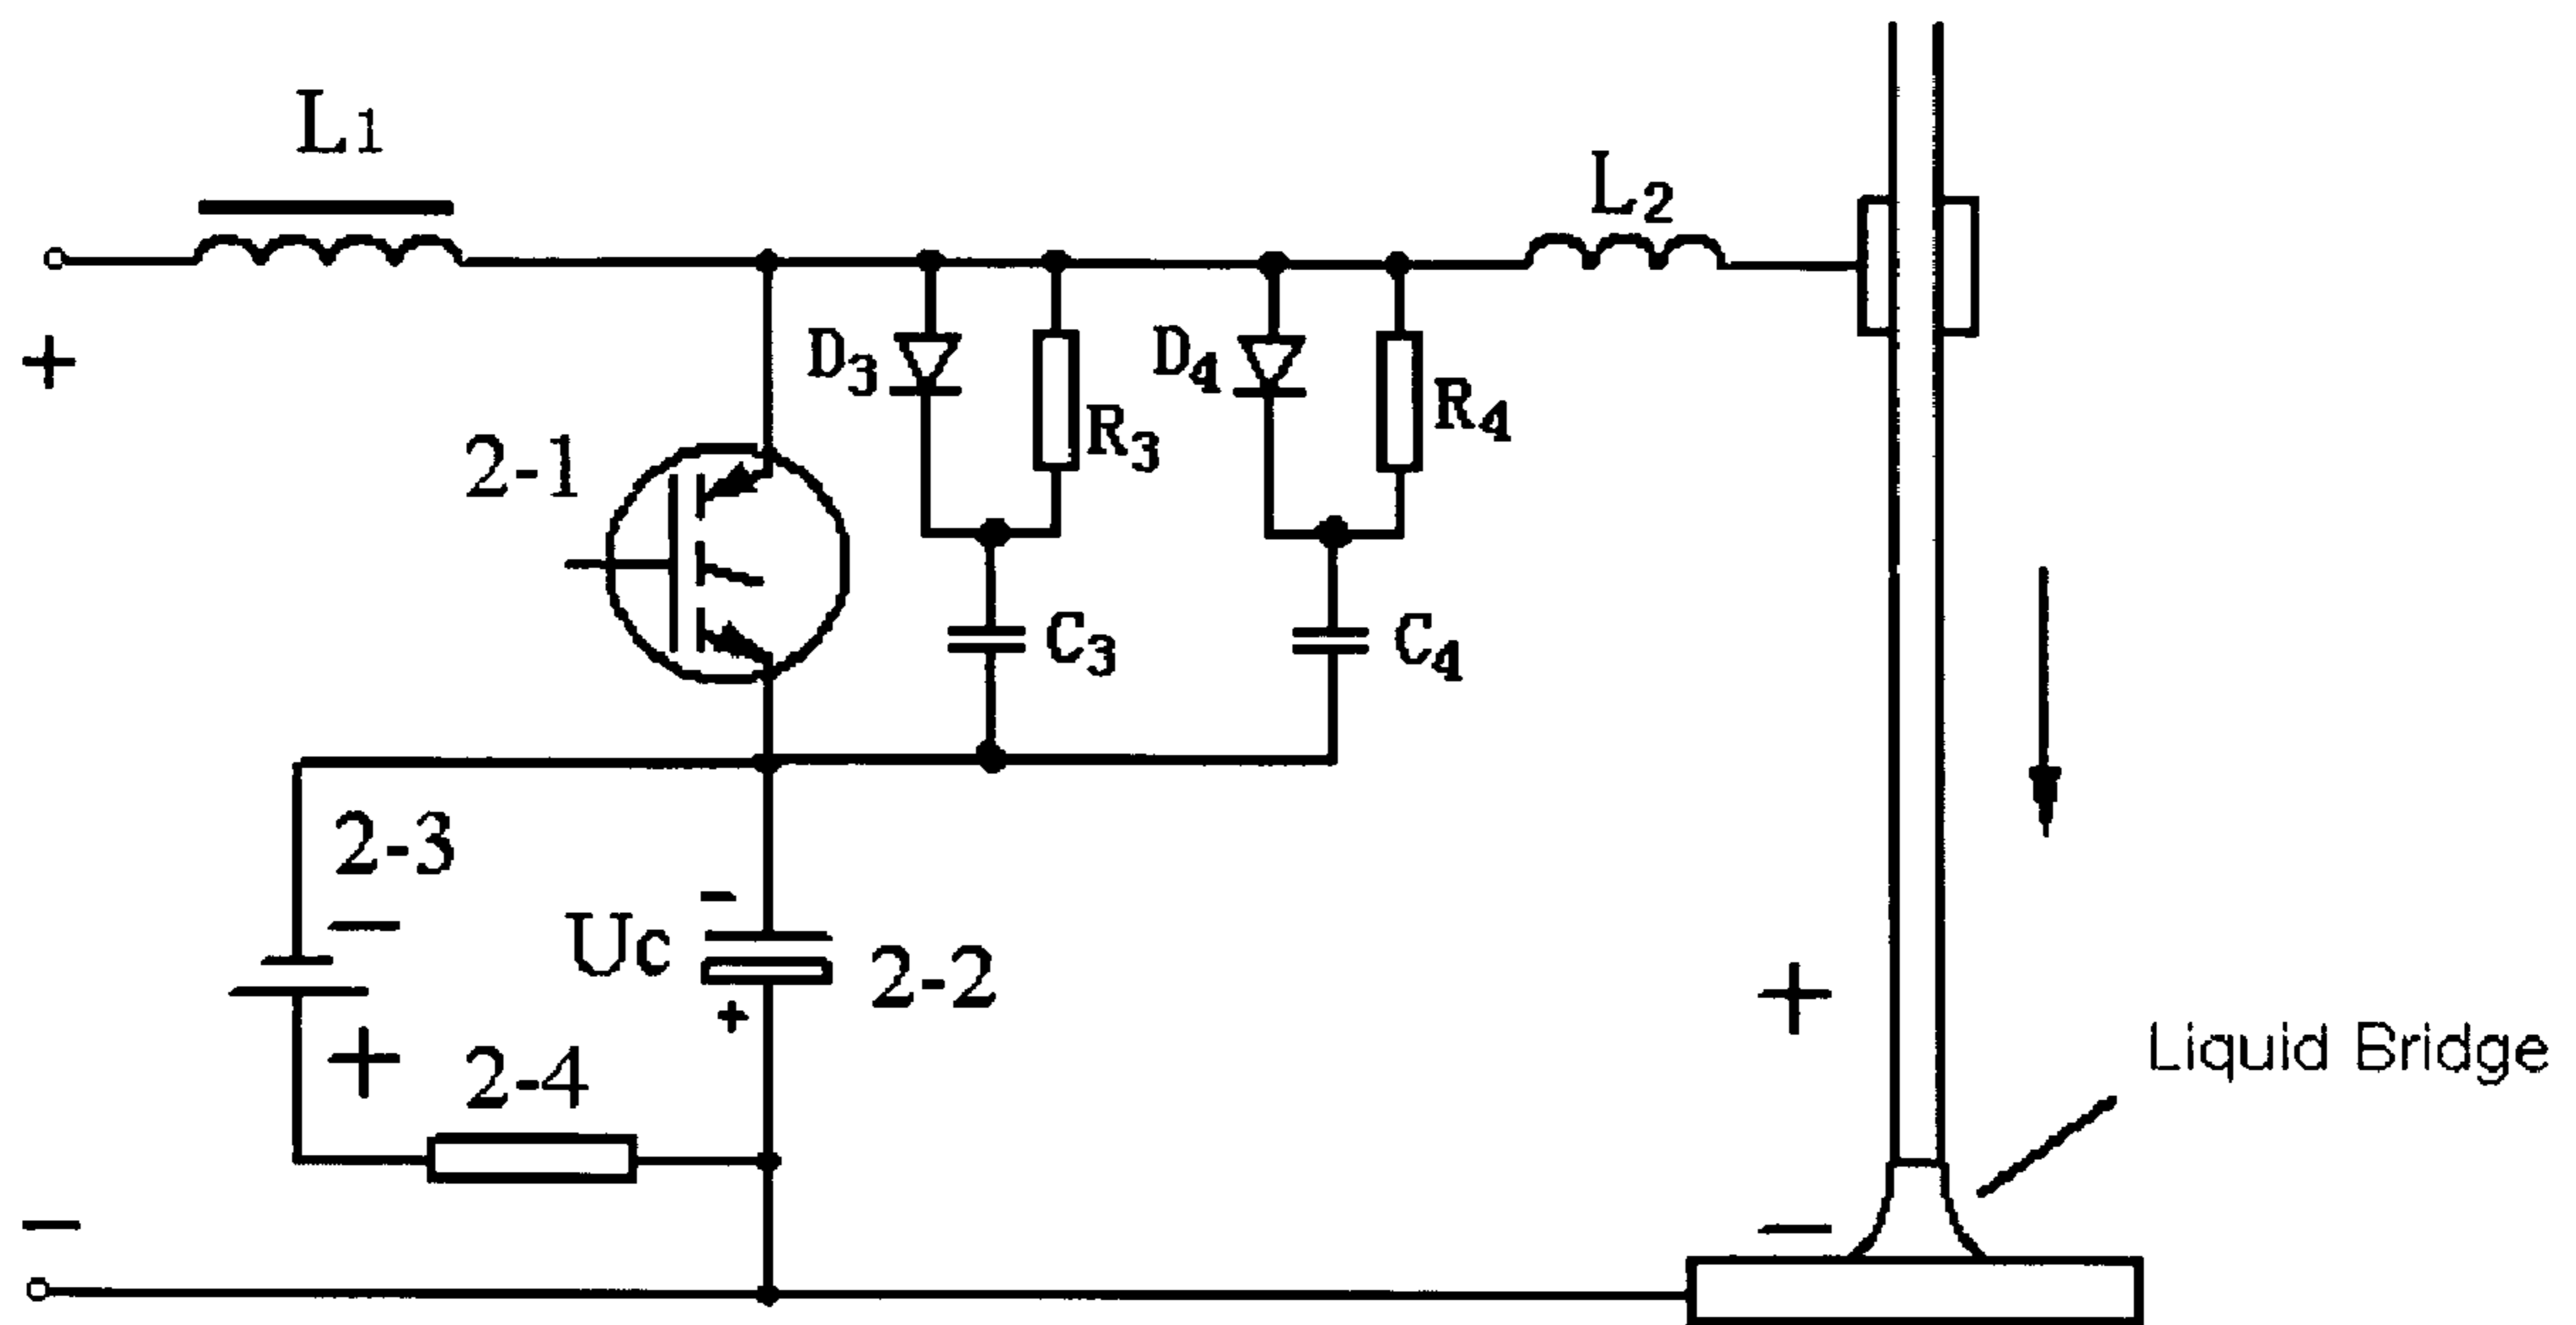 L1
L2
+
D3
R3
D4
R4
2-1
C3
C4
2-3
−
Uc
−
2-2
+
+
2-4
+
Liquid Bridge
−
−